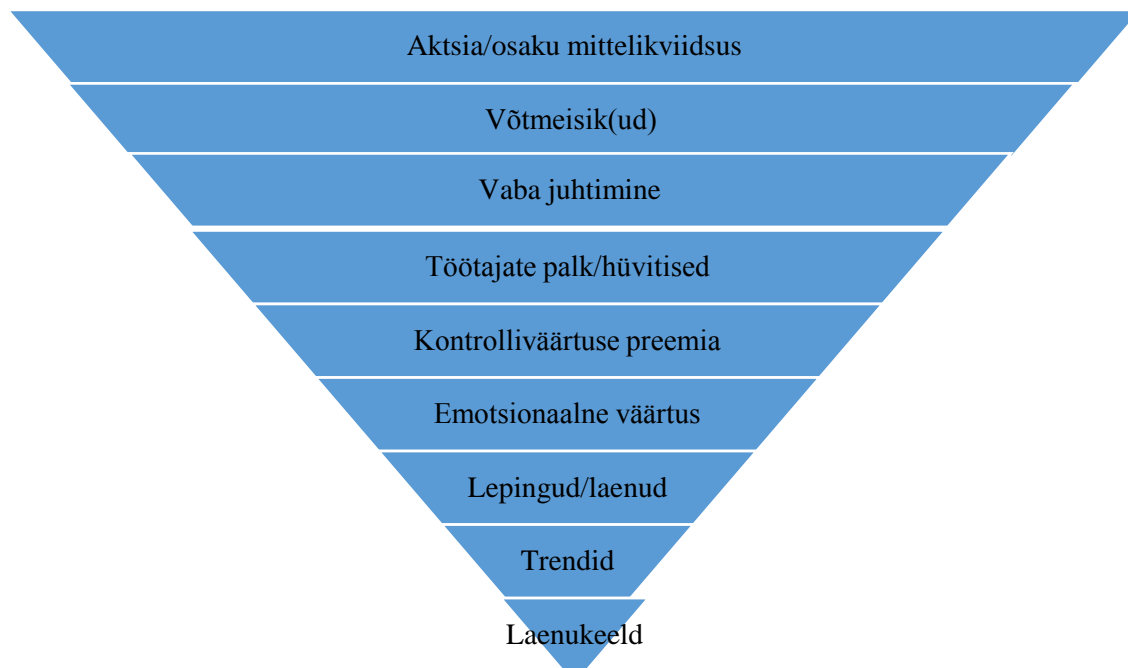 Aktsia/osaku mittelikviidsus
Võtmeisik(ud)
Vaba juhtimine
Töötajate palk/hüvitised
Kontrolliväärtuse preemia
Emotsionaalne väärtus
Lepingud/laenud
Trendid
Laenukeeld